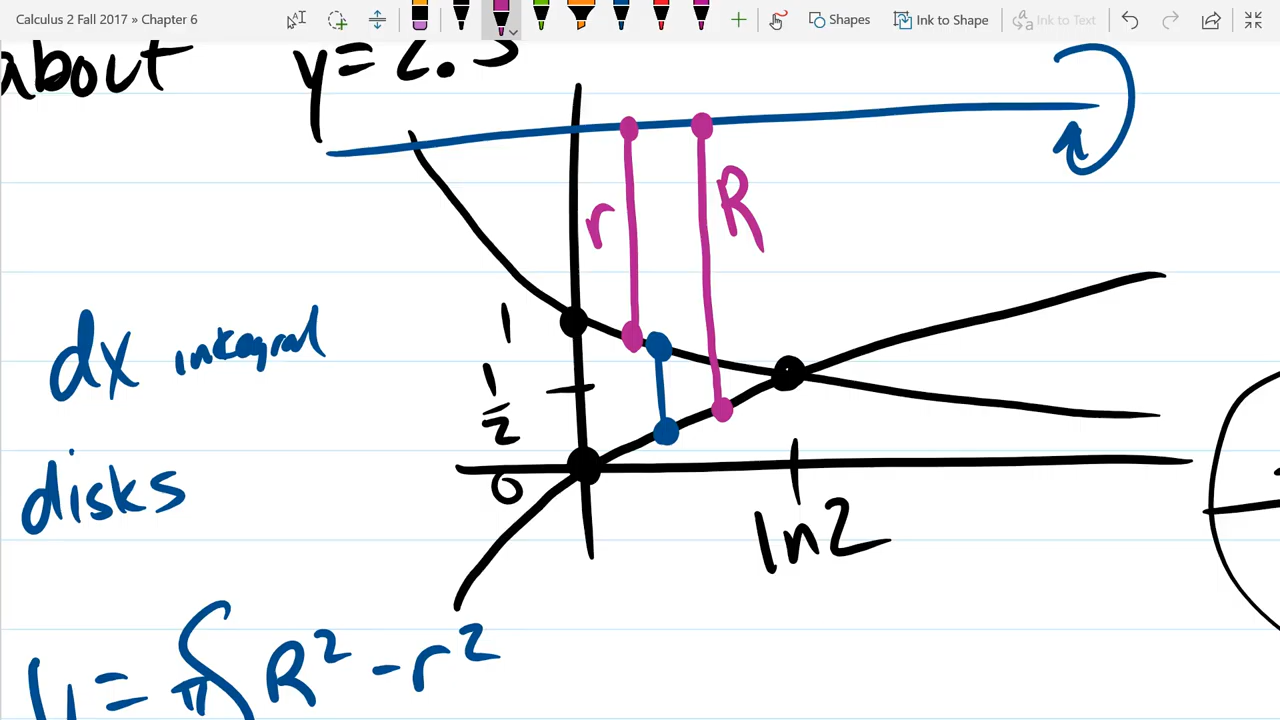 Calculus 2 Fall 2017 » Chapter 6
Shapes
Ink to Shape
Ink to Text
about y=2.5
r
R
1
1/2
0
ln2
dx integral
disks
V = π∫ R² - r²